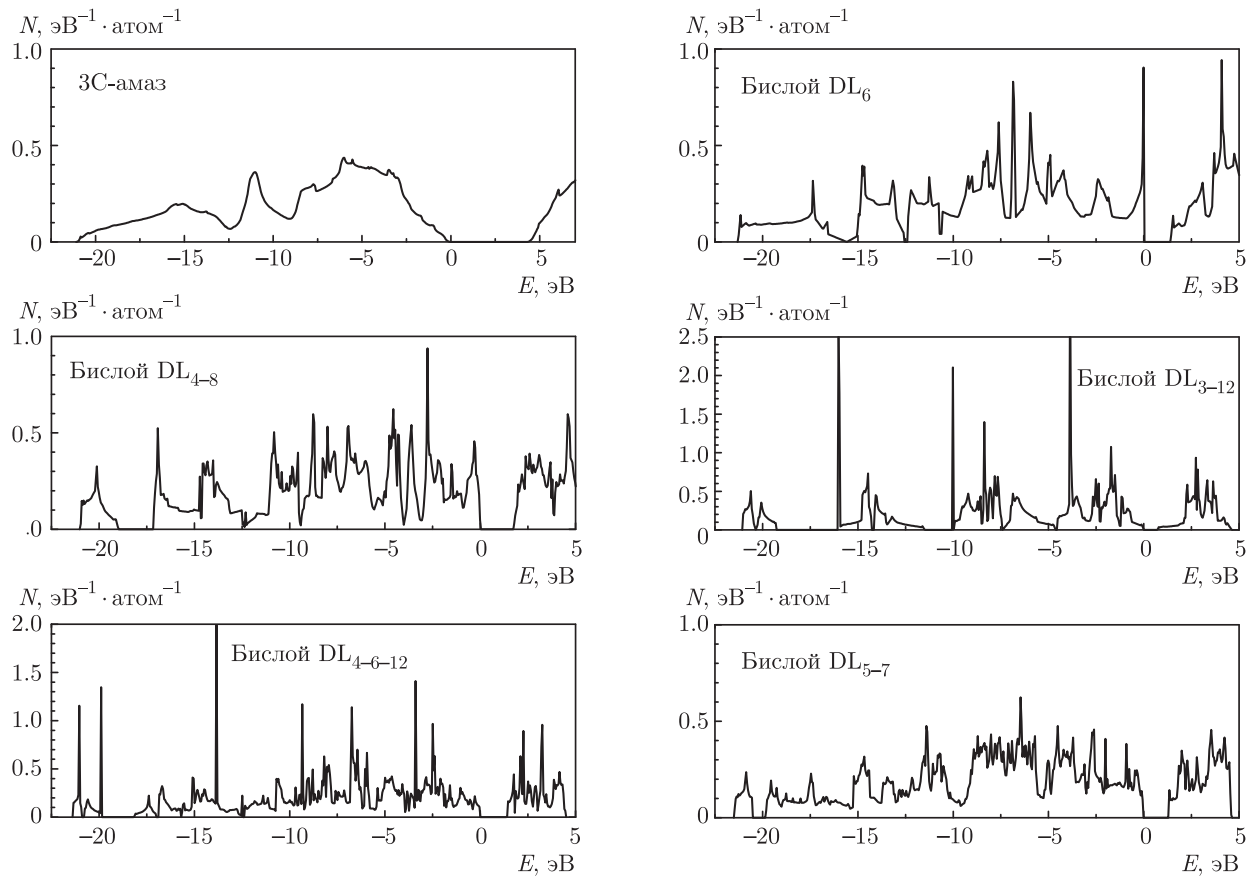 N, эВ⁻¹ · атом⁻¹
1.0
0.5
0
3C-амаз
−20 −15 −10 −5 0 5
E, эВ
N, эВ⁻¹ · атом⁻¹
1.0
0.5
0
Бислой DL₆
−20 −15 −10 −5 0 5
E, эВ
N, эВ⁻¹ · атом⁻¹
1.0
0.5
.0
Бислой DL₄₋₈
−20 −15 −10 −5 0 5
E, эВ
N, эВ⁻¹ · атом⁻¹
2.5
2.0
1.5
1.0
0.5
0
Бислой DL₃₋₁₂
−20 −15 −10 −5 0 5
E, эВ
N, эВ⁻¹ · атом⁻¹
2.0
1.5
1.0
0.5
0
Бислой DL₄₋₆₋₁₂
−20 −15 −10 −5 0 5
E, эВ
N, эВ⁻¹ · атом⁻¹
1.0
0.5
0
Бислой DL₅₋₇
−20 −15 −10 −5 0 5
E, эВ